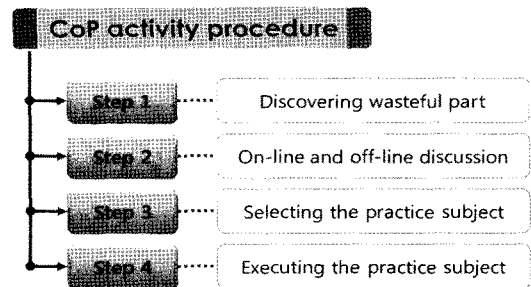 CoP activity procedure
Step 1 Discovering wasteful part
Step 2 On-line and off-line discussion
Step 3 Selecting the practice subject
Step 4 Executing the practice subject